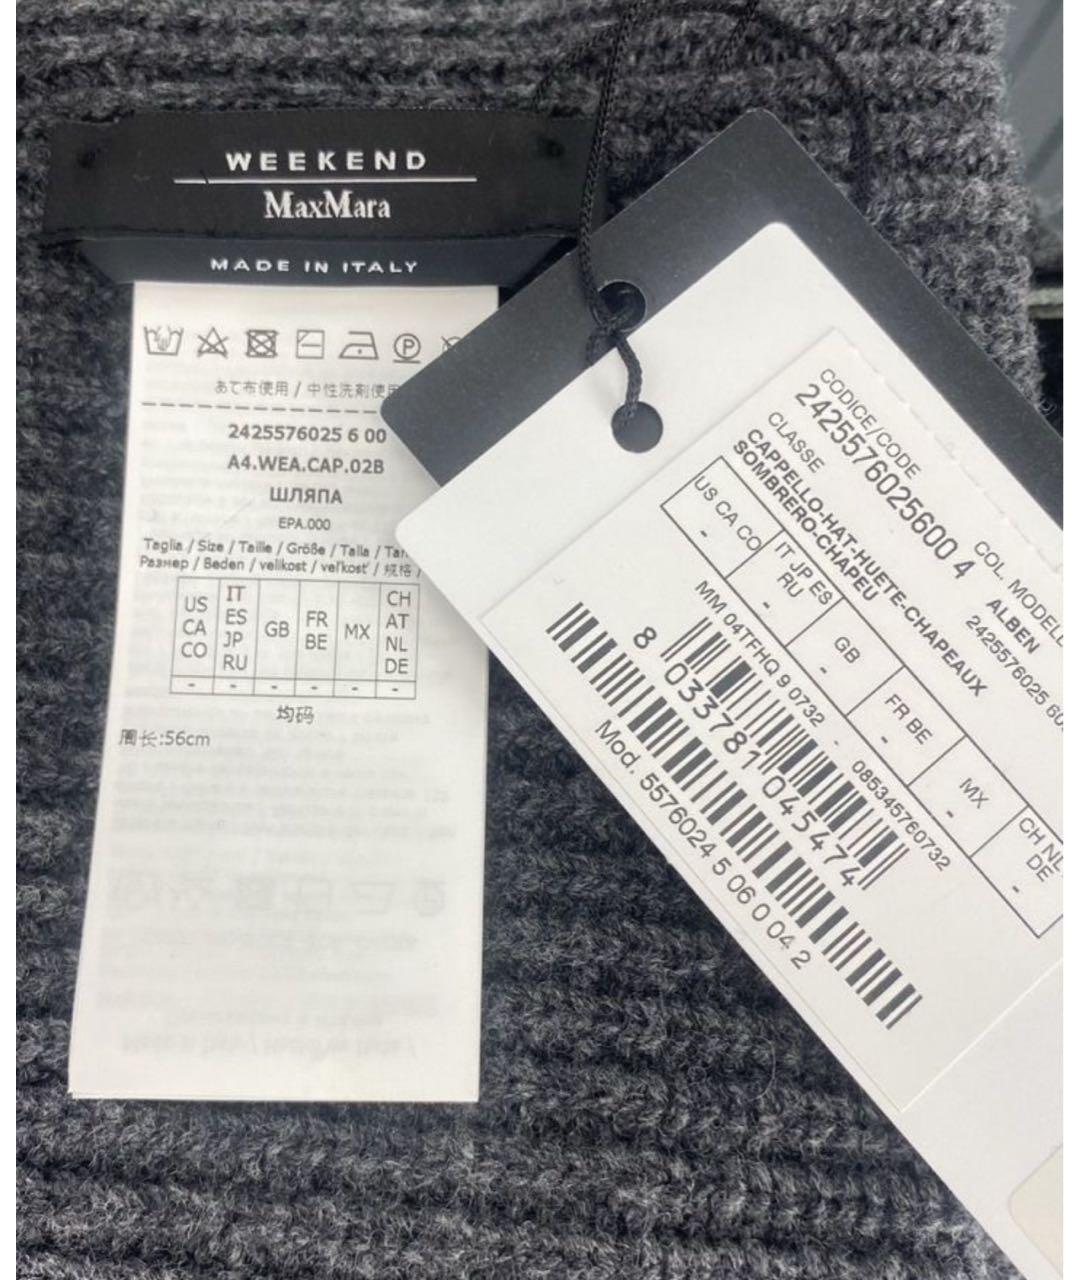 WEEKEND
MaxMara
MADE IN ITALY
P
あて布使用 / 中性洗剤使用
2425576025 6 00
A4.WEA.CAP.02B
ШЛЯПА
EPA.000
Taglia / Size / Taille / Größe / Talla /
Размер / Beden / velikost / veľkosť / 规格 /
US CA CO
IT ES JP RU
GB
FR BE
MX
CH AT NL DE
- - - - - -
均码
周长:56cm
CODICE/CODE
2425576025600 4
CLASSE
CAPPELLO-HAT-HUETE-CHAPEAUX
SOMBRERO-CHAPEU
COL. MODELL
ALBEN
2425576025 60
US CA CO
-
IT JP ES
RU
-
GB
-
FR BE
-
MX
-
CH NL
DE
-
MM 04TFHQ 9 0732
085345760732
8 033781 045474
Mod. 5576024 5 06 0 04 2